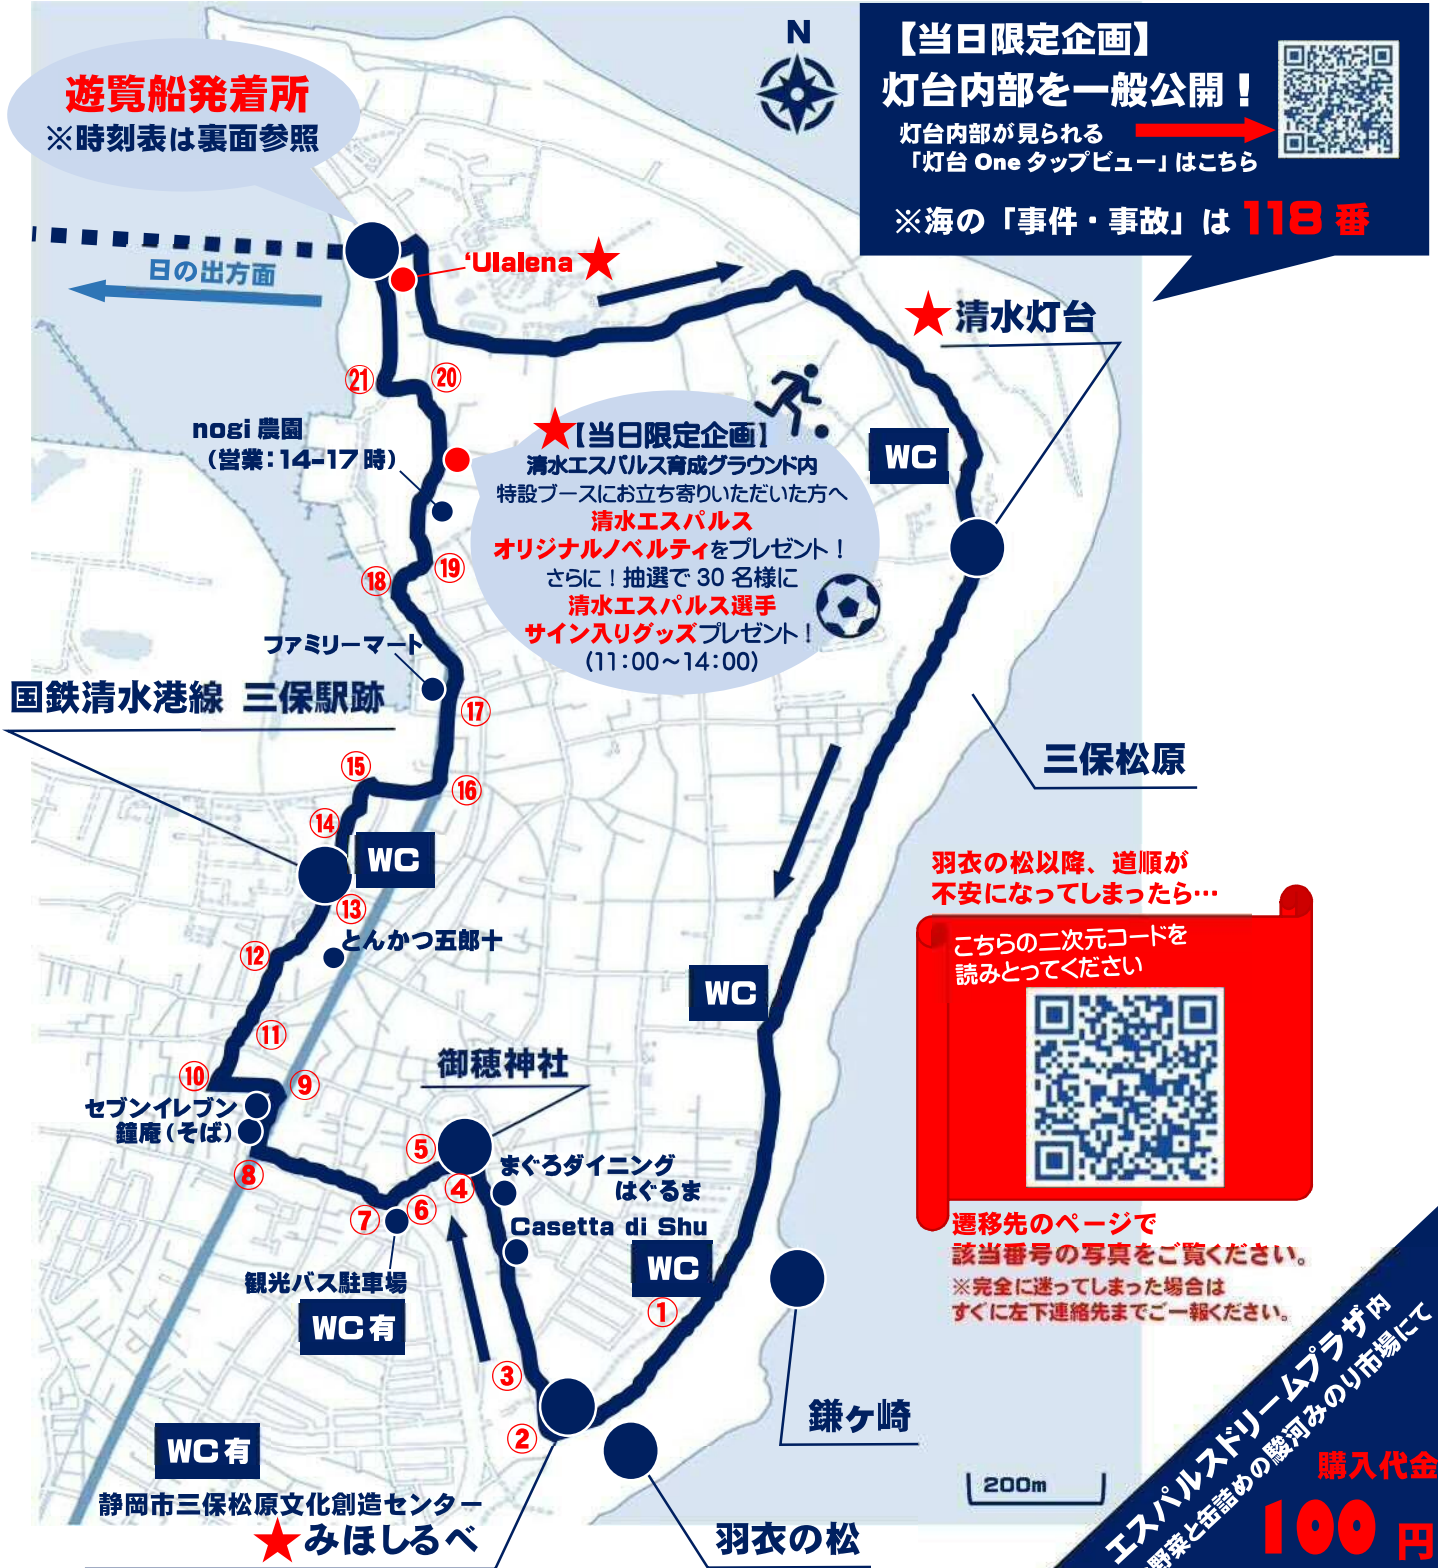 遊覧船発着所
※時刻表は裏面参照
N
【当日限定企画】
灯台内部を一般公開！
灯台内部が見られる
「灯台 One タップビュー」はこちら
※海の「事件・事故」は 118 番
日の出方面
‘Ulalena ★
★清水灯台
㉑
⑳
nogi 農園
（営業：14-17 時）
★【当日限定企画】
清水エスパルス育成グラウンド内
特設ブースにお立ち寄りいただいた方へ
清水エスパルス
オリジナルノベルティをプレゼント！
さらに！抽選で 30 名様に
清水エスパルス選手
サイン入りグッズプレゼント！
(11：00～14：00)
WC
⑲
⑱
ファミリーマート
国鉄清水港線 三保駅跡
⑰
三保松原
⑮
⑯
⑭
WC
⑬
とんかつ五郎十
⑫
羽衣の松以降、道順が
不安になってしまったら…
こちらの二次元コードを
読みとってください
WC
⑪
⑩
⑨
御穂神社
セブンイレブン
鐘庵（そば）
⑧
⑤
④
まぐろダイニング
はぐるま
⑦
⑥
Casetta di Shu
観光バス駐車場
WC有
WC
①
遷移先のページで
該当番号の写真をご覧ください。
※完全に迷ってしまった場合は
すぐに左下連絡先までご一報ください。
③
②
鎌ヶ崎
WC有
静岡市三保松原文化創造センター
★みほしるべ
羽衣の松
200m
エスパルスドリームプラザ内
野菜と缶詰めの駿河みのり市場にて
購入代金
100 円